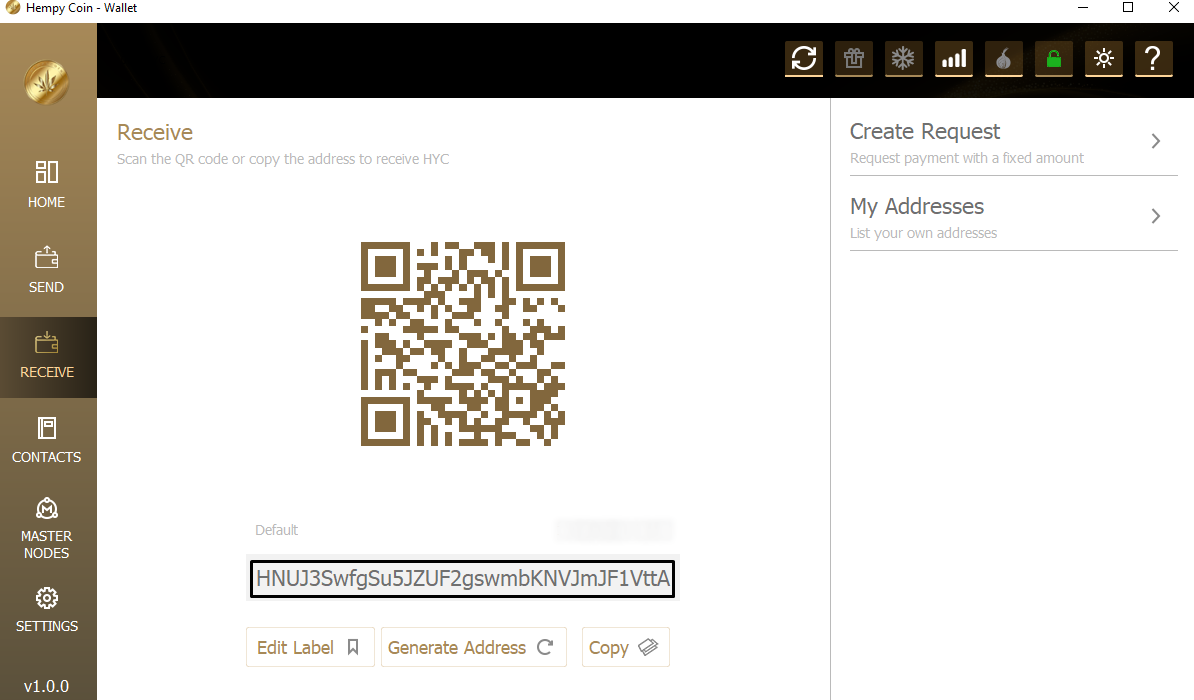 Hempy Coin - Wallet
HOME
SEND
RECEIVE
CONTACTS
MASTER
NODES
SETTINGS
v1.0.0
?
Receive
Scan the QR code or copy the address to receive HYC
Default
HNUJ3SwfgSu5JZUF2gswmbKNVJmJF1VttA
Edit Label
Generate Address
Copy
Create Request
Request payment with a fixed amount
My Addresses
List your own addresses